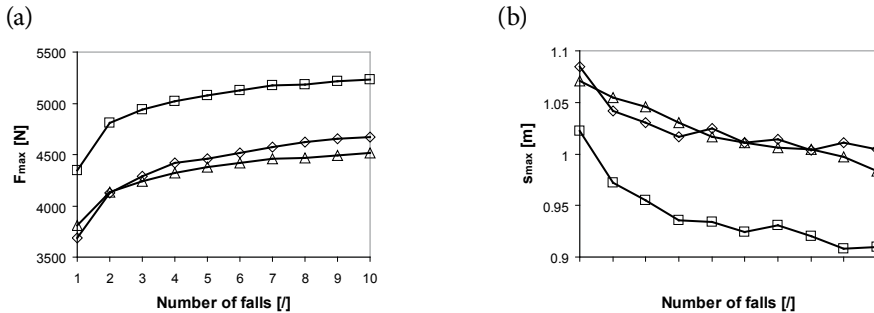 (a)
5500
5000
4500
4000
3500
Fmax [N]
1 2 3 4 5 6 7 8 9 10
Number of falls [/]
(b)
1.1
1.05
1
0.95
0.9
smax [m]
Number of falls [/]